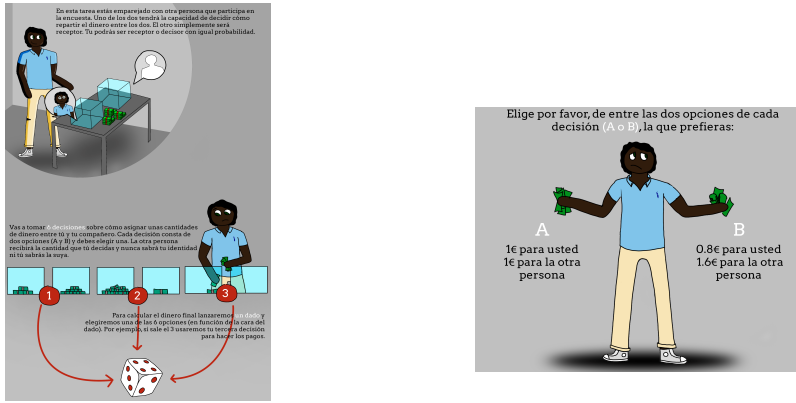 En esta tarea estás emparejado con otra persona que participa en
la encuesta. Uno de los dos tendrá la capacidad de decidir cómo
repartir el dinero entre los dos. El otro simplemente será
receptor. Tu podrás ser receptor o decisor con igual probabilidad.
Vas a tomar 6 decisiones sobre cómo asignar unas cantidades
de dinero entre tú y tu compañero. Cada decisión consta de
dos opciones (A y B) y debes elegir una. La otra persona
recibirá la cantidad que tú decidas y nunca sabrá tu identidad
ni tú sabrás la suya.
1
2
3
Para calcular el dinero final lanzaremos un dado y
elegiremos una de las 6 opciones (en función de la cara del
dado). Por ejemplo, si sale el 3 usaremos tu tercera decisión
para hacer los pagos.
Elige por favor, de entre las dos opciones de cada
decisión (A o B), la que prefieras:
A
1€ para usted
1€ para la otra
persona
B
0.8€ para usted
1.6€ para la otra
persona